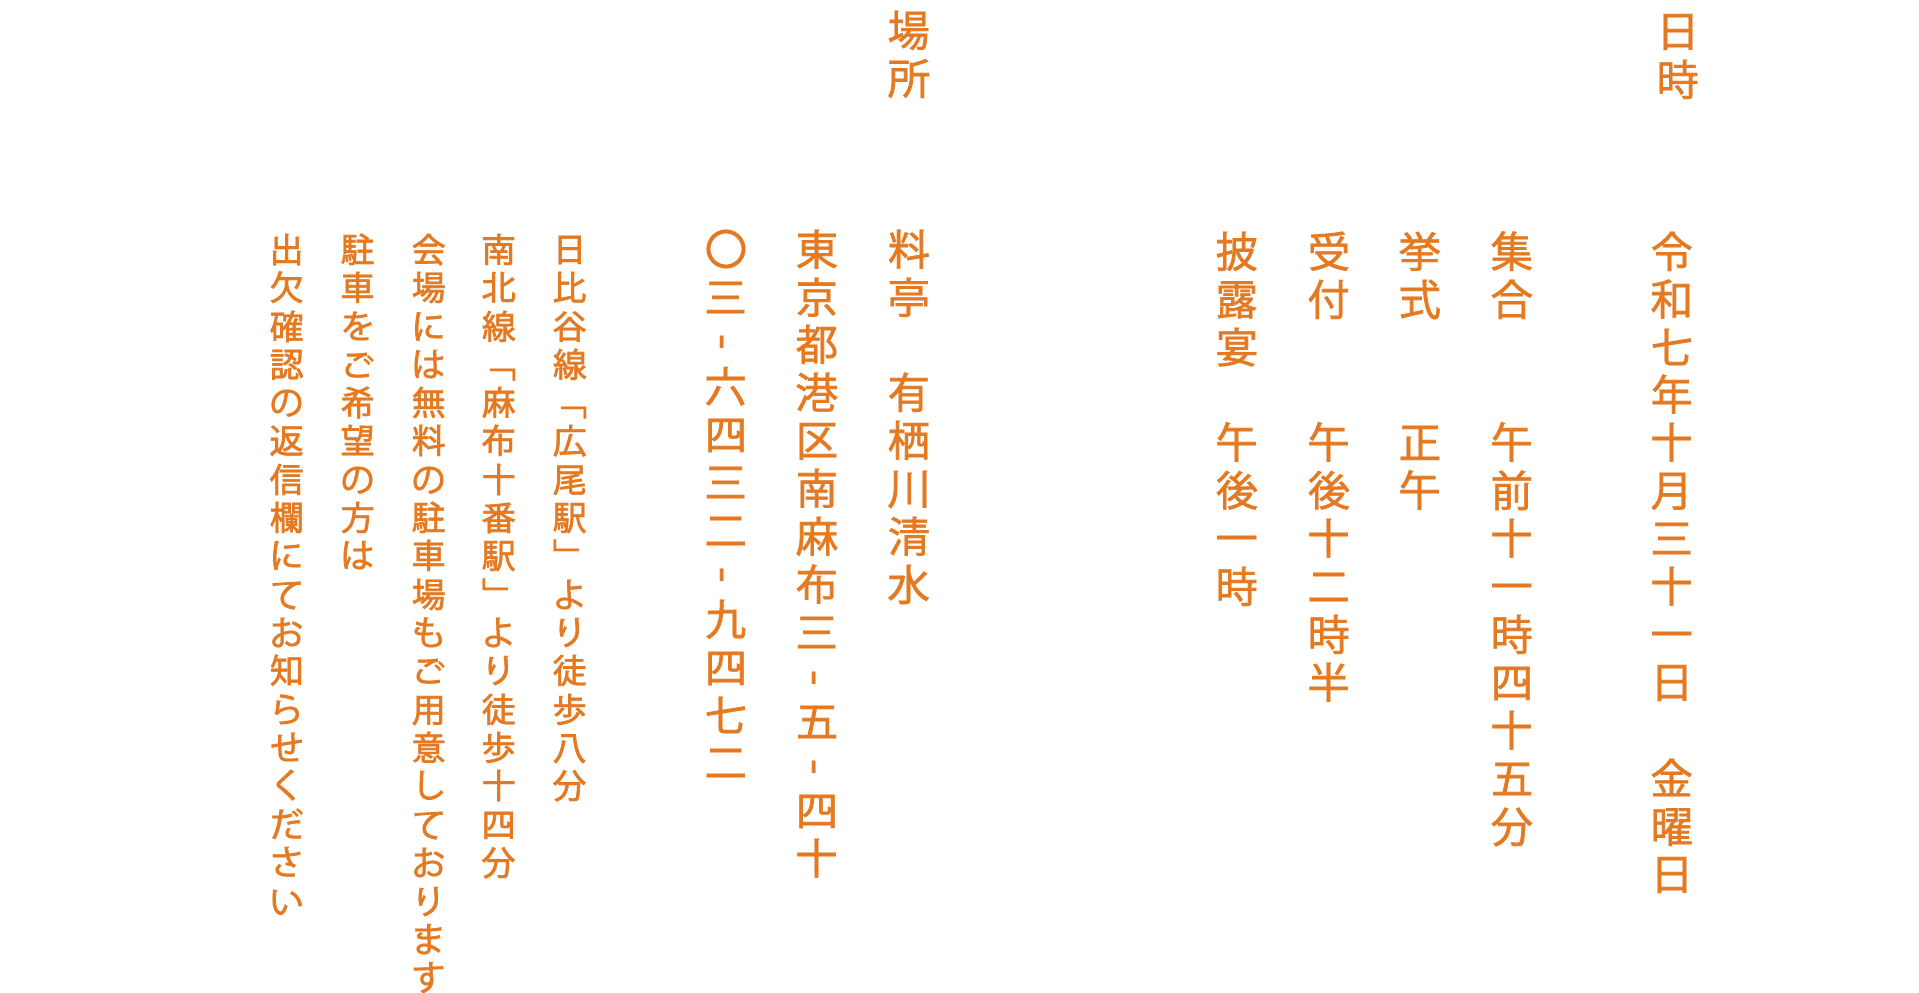 日時
令和七年十月三十一日　金曜日
集合　　午前十一時四十五分
挙式　　正午
受付　　午後十二時半
披露宴　午後一時
場所
料亭　有栖川清水
東京都港区南麻布三-五-四十
〇三-六四三二-九四七二
日比谷線「広尾駅」より徒歩八分
南北線「麻布十番駅」より徒歩十四分
会場には無料の駐車場もご用意しております
駐車をご希望の方は
出欠確認の返信欄にてお知らせください